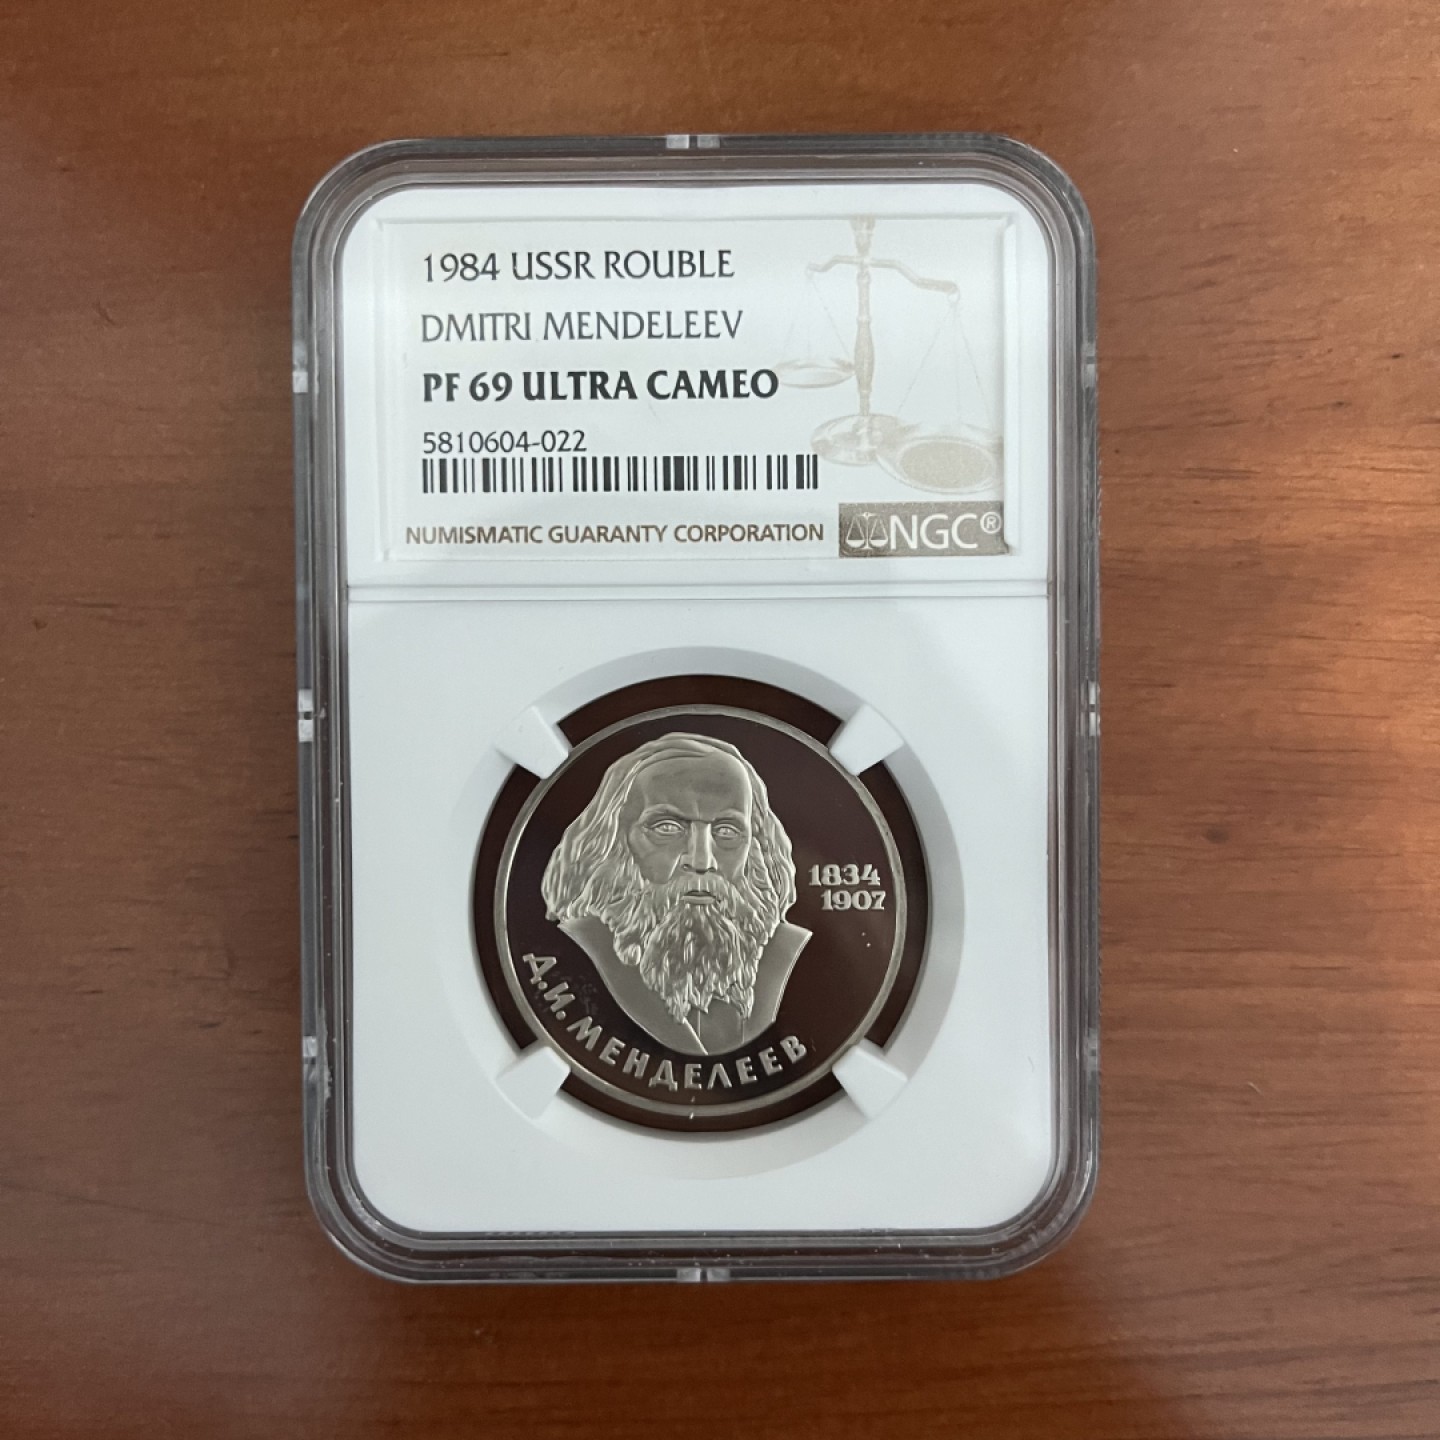 1984 USSR ROUBLE
DMITRI MENDELEEV
PF 69 ULTRA CAMEO
5810604-022
NUMISMATIC GUARANTY CORPORATION
NGC®
1834
1907
Д.И.МЕНДЕЛЕЕВ